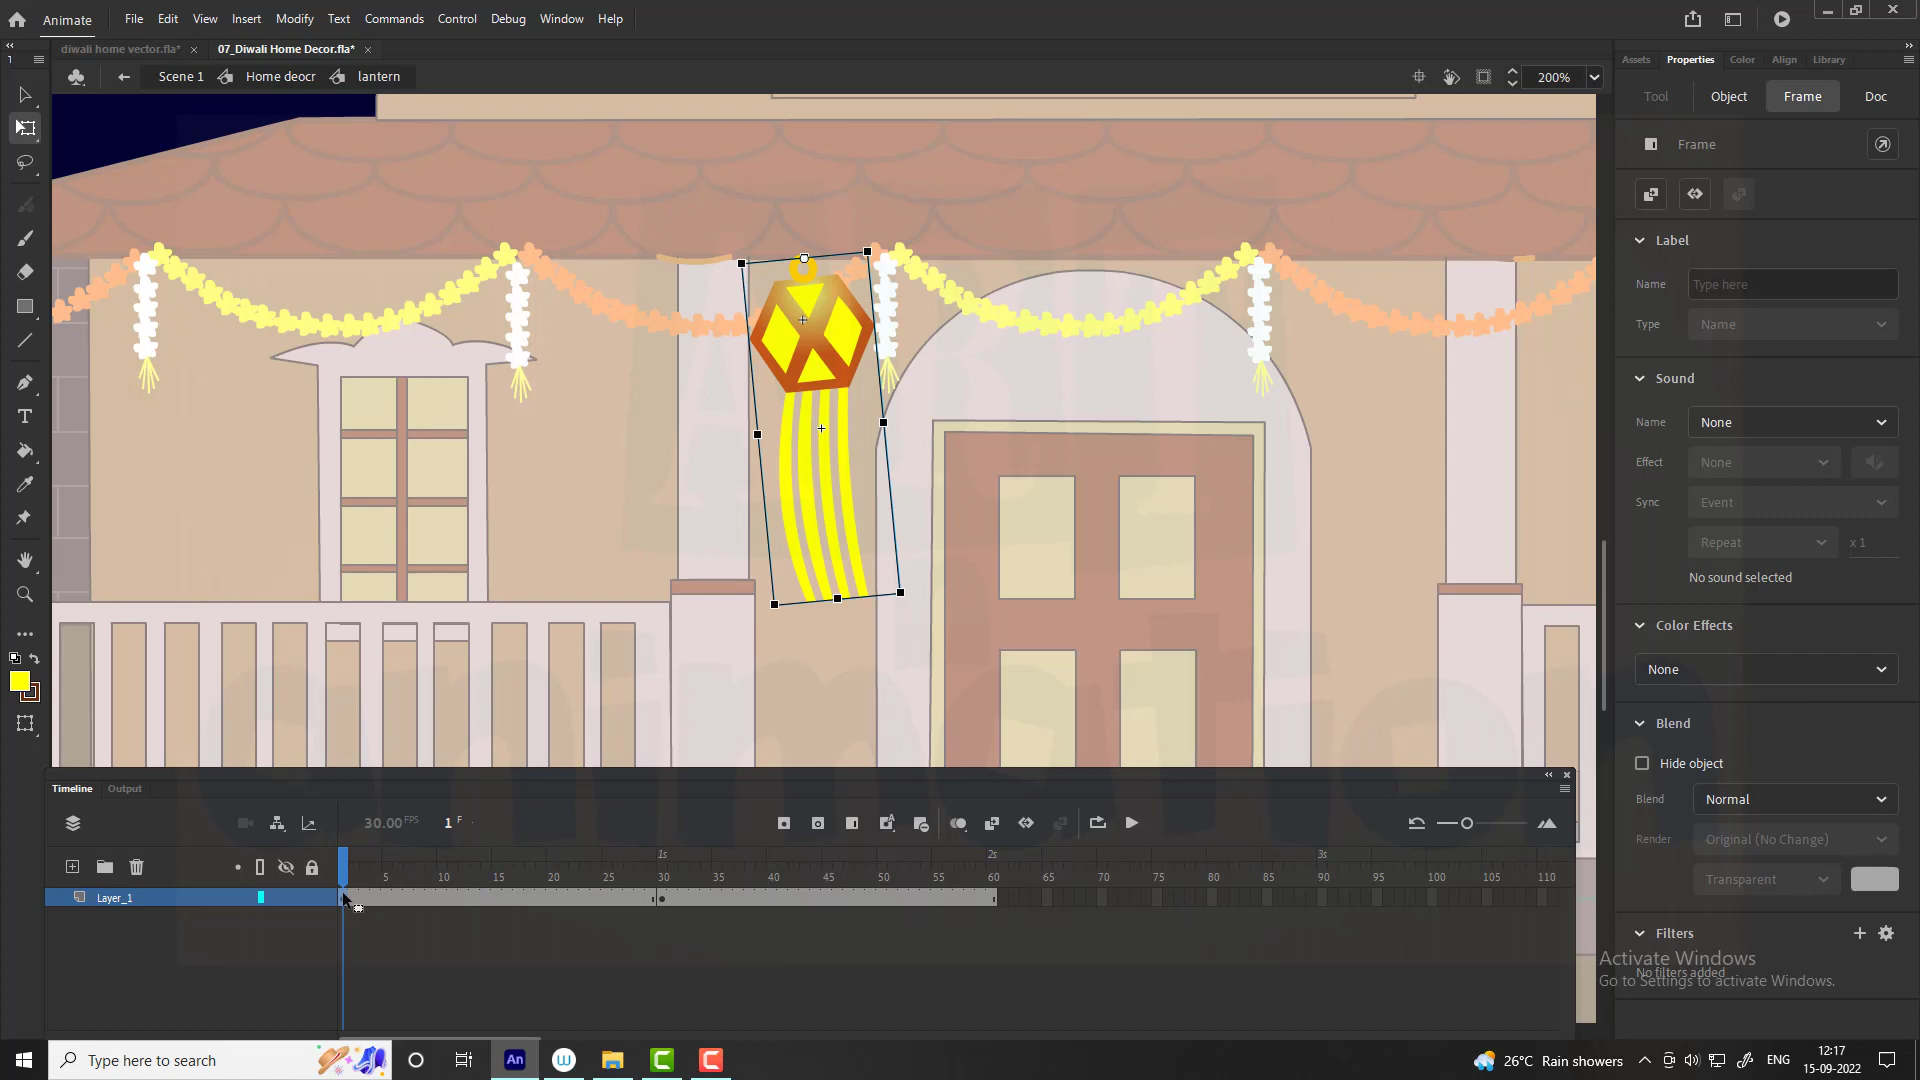 Animate File Edit View Insert Modify Text Commands Control Debug Window Help
diwali home vector.fla* 07_Diwali Home Decor.fla*
Scene 1 Home deocr lantern 200%
Assets Properties Color Align Library
Tool Object Frame Doc
Frame
Label
Name Type here
Type Name
Sound
Name None
Effect None
Sync Event
Repeat x 1
No sound selected
Color Effects
None
Blend
Hide object
Blend Normal
Render Original (No Change)
Transparent
Filters
No filters added
Activate Windows
Go to Settings to activate Windows.
animation
Timeline Output
30.00 FPS 1 F
1s 2s 3s
5 10 15 20 25 30 35 40 45 50 55 60 65 70 75 80 85 90 95 100 105 110
Layer_1
Type here to search
An
26°C Rain showers ENG 12:17
15-09-2022